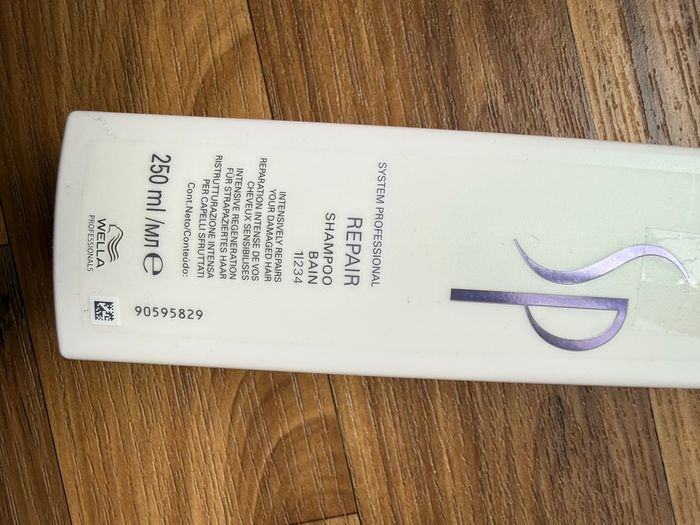 SP
SYSTEM PROFESSIONAL
REPAIR
SHAMPOO
BAIN
1|234
INTENSIVELY REPAIRS
YOUR DAMAGED HAIR
REPARATION INTENSE DE VOS
CHEVEUX SENSIBILISES
INTENSIVE REGENERATION
FÜR STRAPAZIERTES HAAR
RISTRUTTURAZIONE INTENSA
PER CAPELLI SFRUTTATI
Cont.Neto/Conteúdo:
250 ml /мл e
WELLA
PROFESSIONALS
90595829